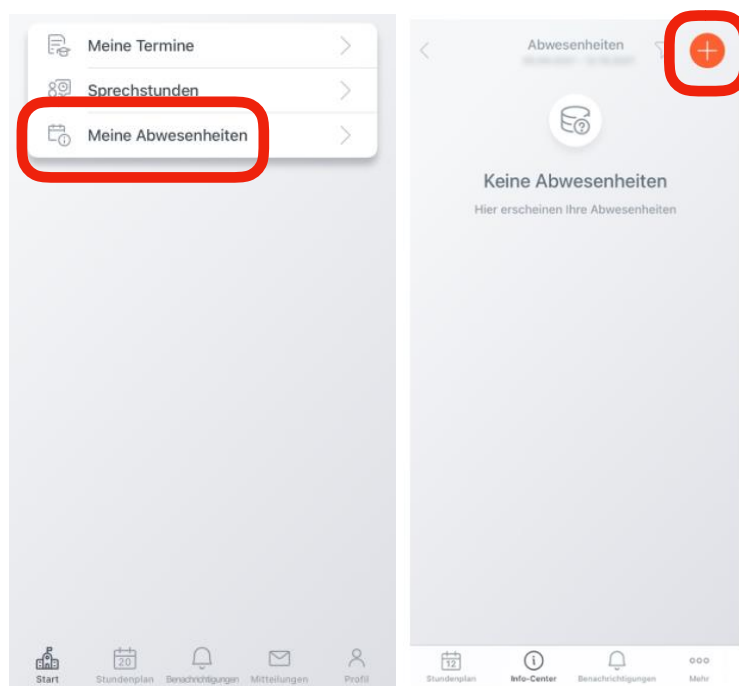 Meine Termine
Sprechstunden
Meine Abwesenheiten
20
Start
Stundenplan
Benachrichtigungen
Mitteilungen
Profil
Abwesenheiten
Keine Abwesenheiten
Hier erscheinen Ihre Abwesenheiten
12
Stundenplan
Info-Center
Benachrichtigungen
Mehr